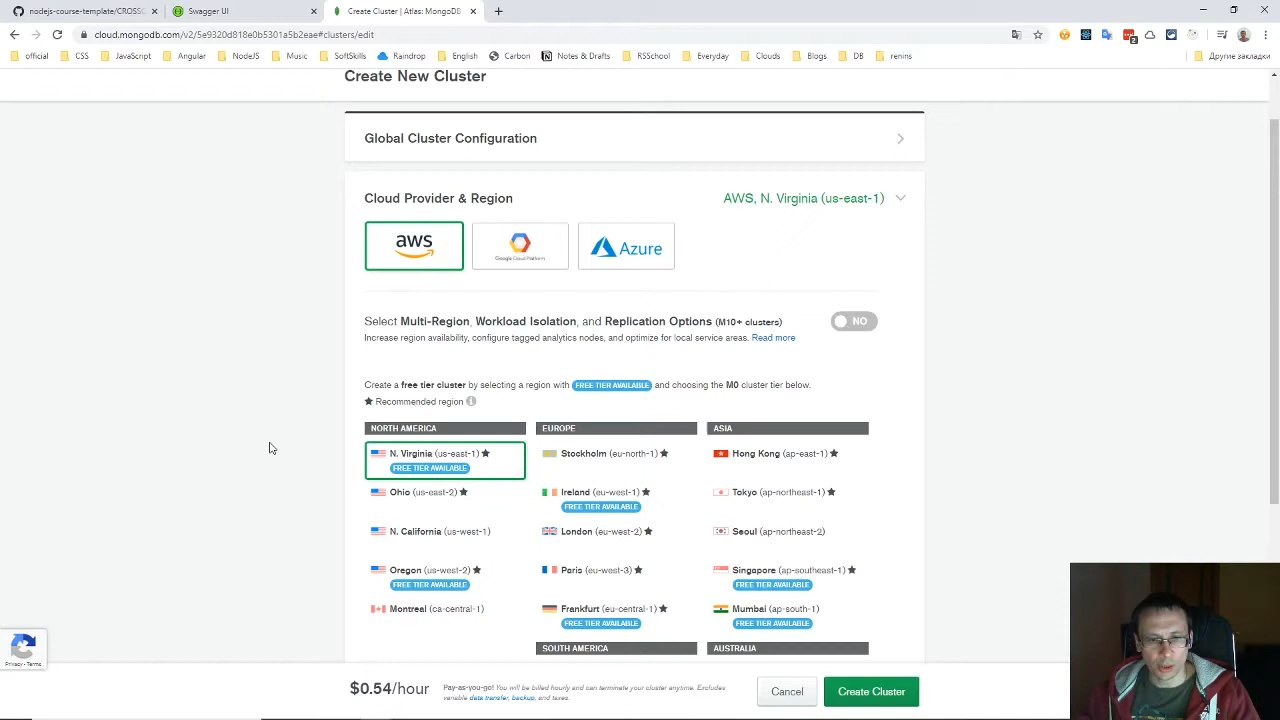 nodejs-course-template/CROSSC
Swagger UI
Create Cluster | Atlas: MongoDB
cloud.mongodb.com/v2/5e9320d818e0b5301a5b2aea#clusters/edit
official
CSS
JavaScript
Angular
NodeJS
Music
SoftSkills
Raindrop
English
Carbon
Notes & Drafts
RSSchool
Everyday
Clouds
Blogs
DB
renins
Другие закладки
Create New Cluster
Global Cluster Configuration
Cloud Provider & Region
AWS, N. Virginia (us-east-1)
aws
Google Cloud Platform
Azure
Select Multi-Region, Workload Isolation, and Replication Options (M10+ clusters)
NO
Increase region availability, configure tagged analytics nodes, and optimize for local service areas. Read more
Create a free tier cluster by selecting a region with FREE TIER AVAILABLE and choosing the M0 cluster tier below.
Recommended region
NORTH AMERICA
EUROPE
ASIA
N. Virginia (us-east-1)
FREE TIER AVAILABLE
Stockholm (eu-north-1)
Hong Kong (ap-east-1)
Ohio (us-east-2)
Ireland (eu-west-1)
FREE TIER AVAILABLE
Tokyo (ap-northeast-1)
N. California (us-west-1)
London (eu-west-2)
Seoul (ap-northeast-2)
Oregon (us-west-2)
FREE TIER AVAILABLE
Paris (eu-west-3)
Singapore (ap-southeast-1)
FREE TIER AVAILABLE
Montreal (ca-central-1)
Frankfurt (eu-central-1)
FREE TIER AVAILABLE
Mumbai (ap-south-1)
FREE TIER AVAILABLE
SOUTH AMERICA
AUSTRALIA
Privacy - Terms
$0.54/hour
Pay-as-you-go! You will be billed hourly and can terminate your cluster anytime. Excludes
variable data transfer, backup, and taxes.
Cancel
Create Cluster